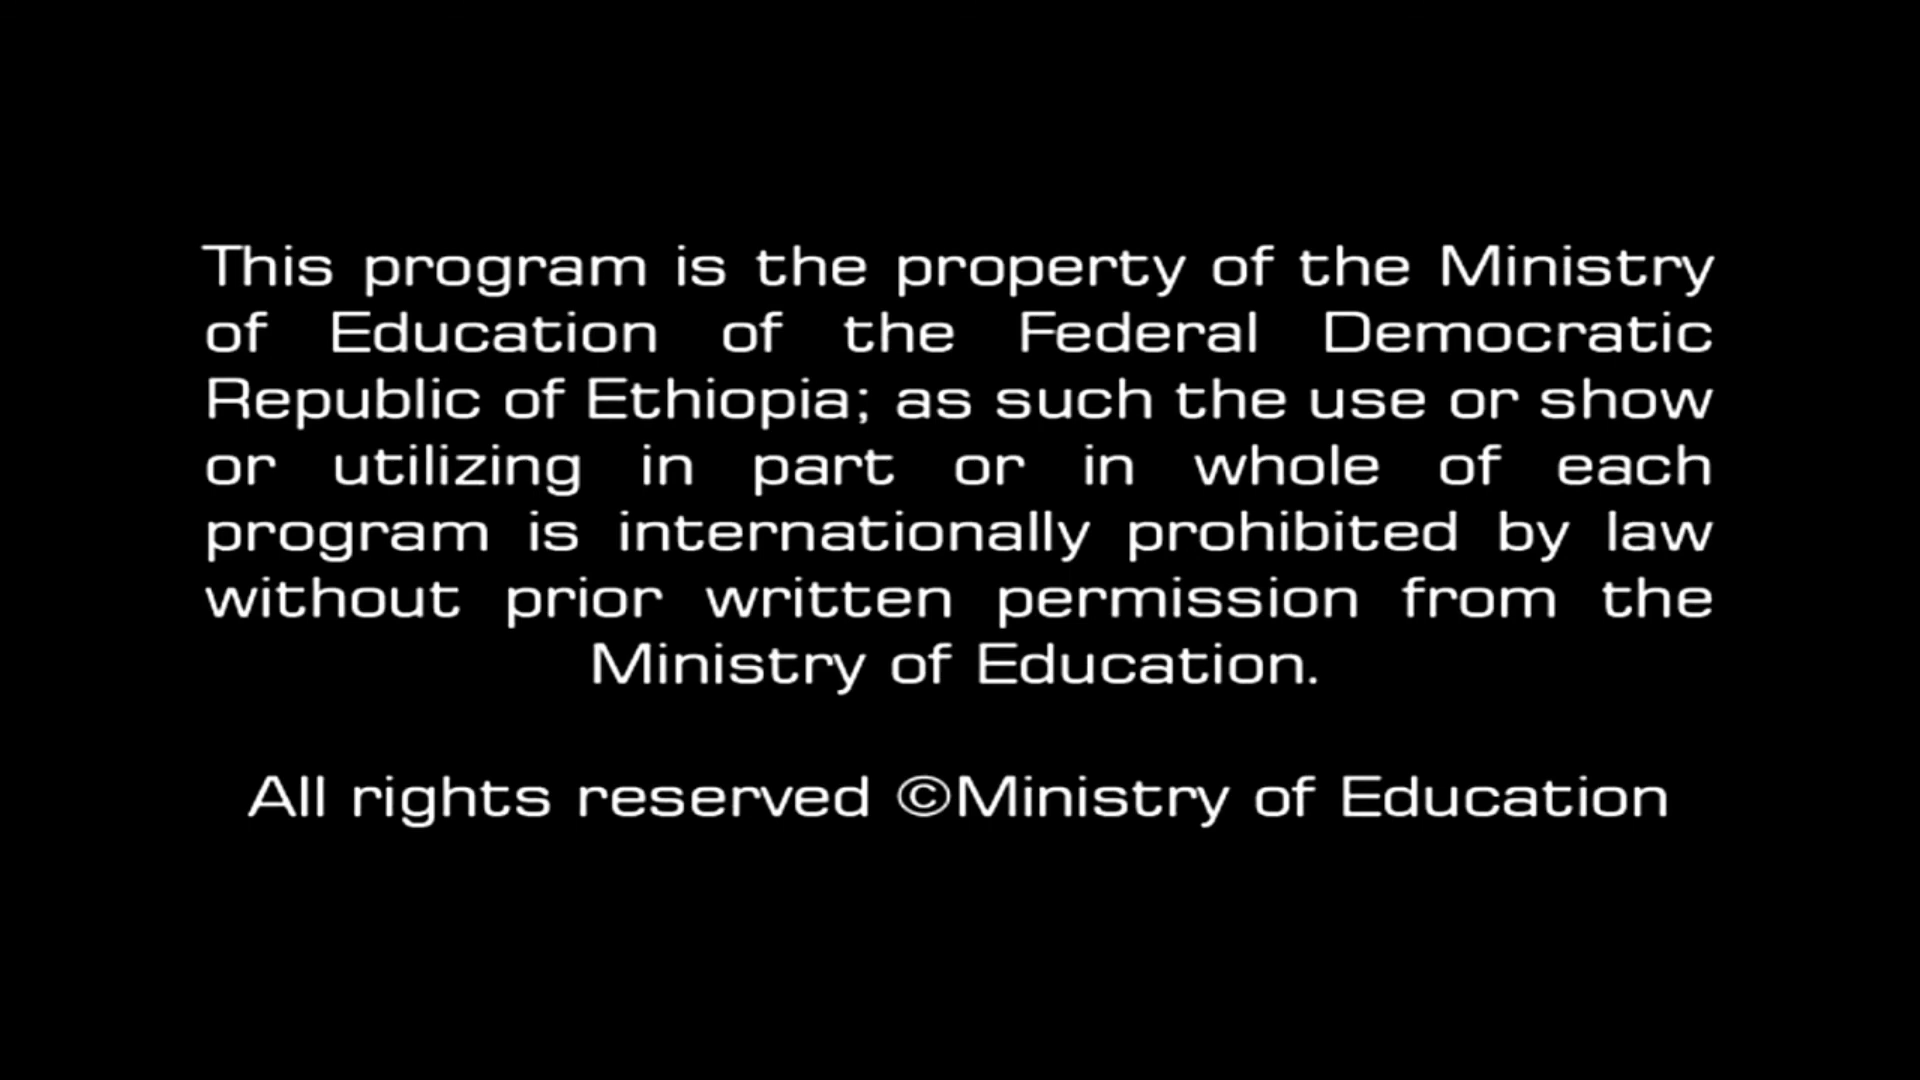 This program is the property of the Ministry
of Education of the Federal Democratic
Republic of Ethiopia; as such the use or show
or utilizing in part or in whole of each
program is internationally prohibited by law
without prior written permission from the
Ministry of Education.
All rights reserved ©Ministry of Education